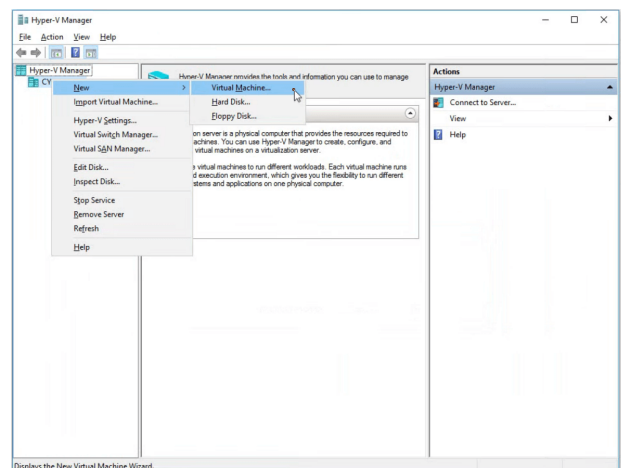 Hyper-V Manager
File Action View Help
Hyper-V Manager
CY
New
Import Virtual Machine...
Hyper-V Settings...
Virtual Switch Manager...
Virtual SAN Manager...
Edit Disk...
Inspect Disk...
Stop Service
Remove Server
Refresh
Help
Virtual Machine...
Hard Disk...
Floppy Disk...
Hyper-V Manager provides the tools and information you can use to manage
on server is a physical computer that provides the resources required to
achines. You can use Hyper-V Manager to create, configure, and
virtual machines on a virtualization server.
virtual machines to run different workloads. Each virtual machine runs
d execution environment, which gives you the flexibility to run different
stems and applications on one physical computer.
Actions
Hyper-V Manager
Connect to Server...
View
Help
Displays the New Virtual Machine Wizard.